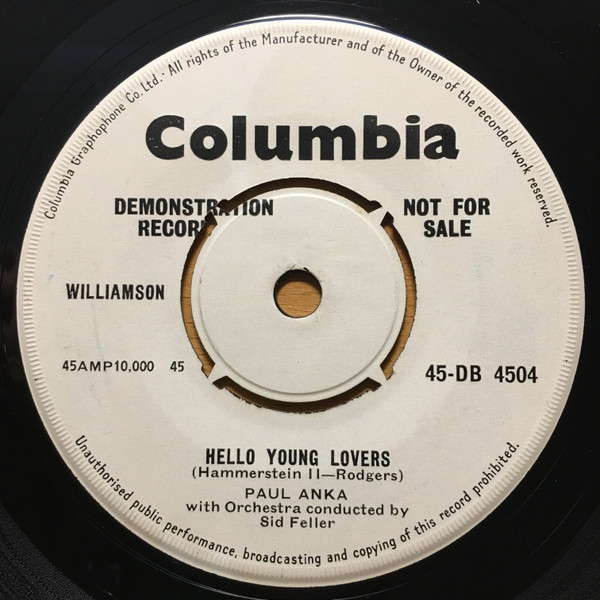 Columbia Graphophone Co. Ltd. · All rights of the Manufacturer and of the Owner of the recorded work reserved.
Columbia
DEMONSTRATION
RECORD
NOT FOR
SALE
WILLIAMSON
45AMP10,000 45
45-DB 4504
HELLO YOUNG LOVERS
(Hammerstein II—Rodgers)
PAUL ANKA
with Orchestra conducted by
Sid Feller
Unauthorised public performance, broadcasting and copying of this record prohibited.